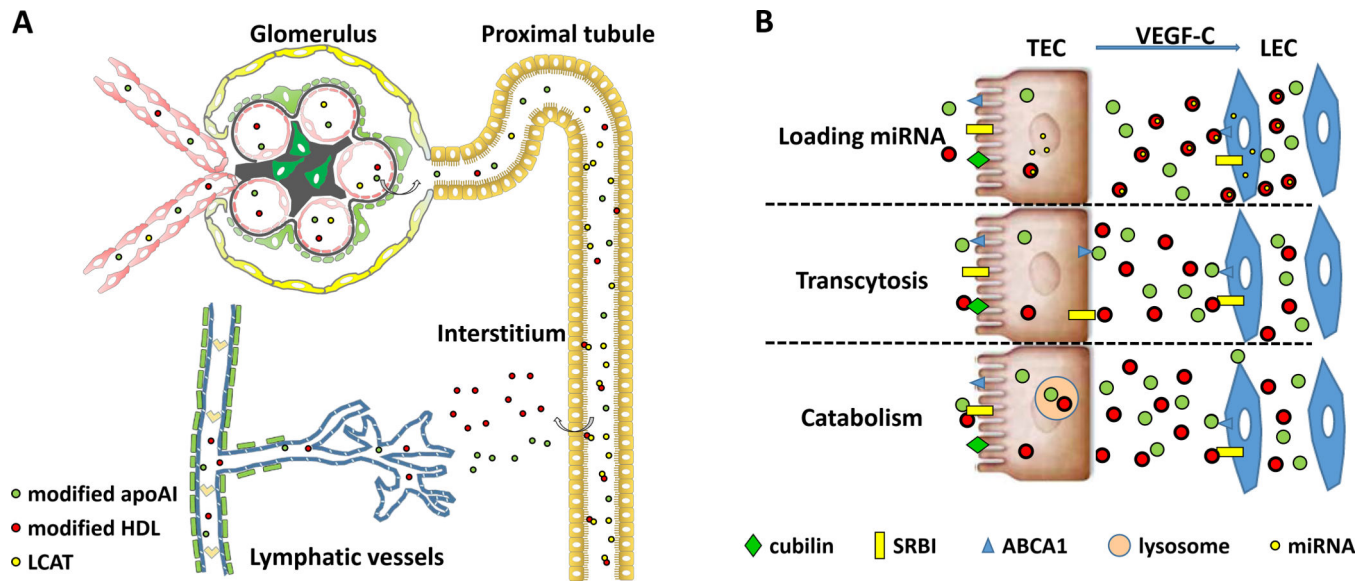 A
Glomerulus
Proximal tubule
Interstitium
modified apoAI
modified HDL
LCAT
Lymphatic vessels
B
VEGF-C
TEC
LEC
Loading miRNA
Transcytosis
Catabolism
cubilin
SRBI
ABCA1
lysosome
miRNA